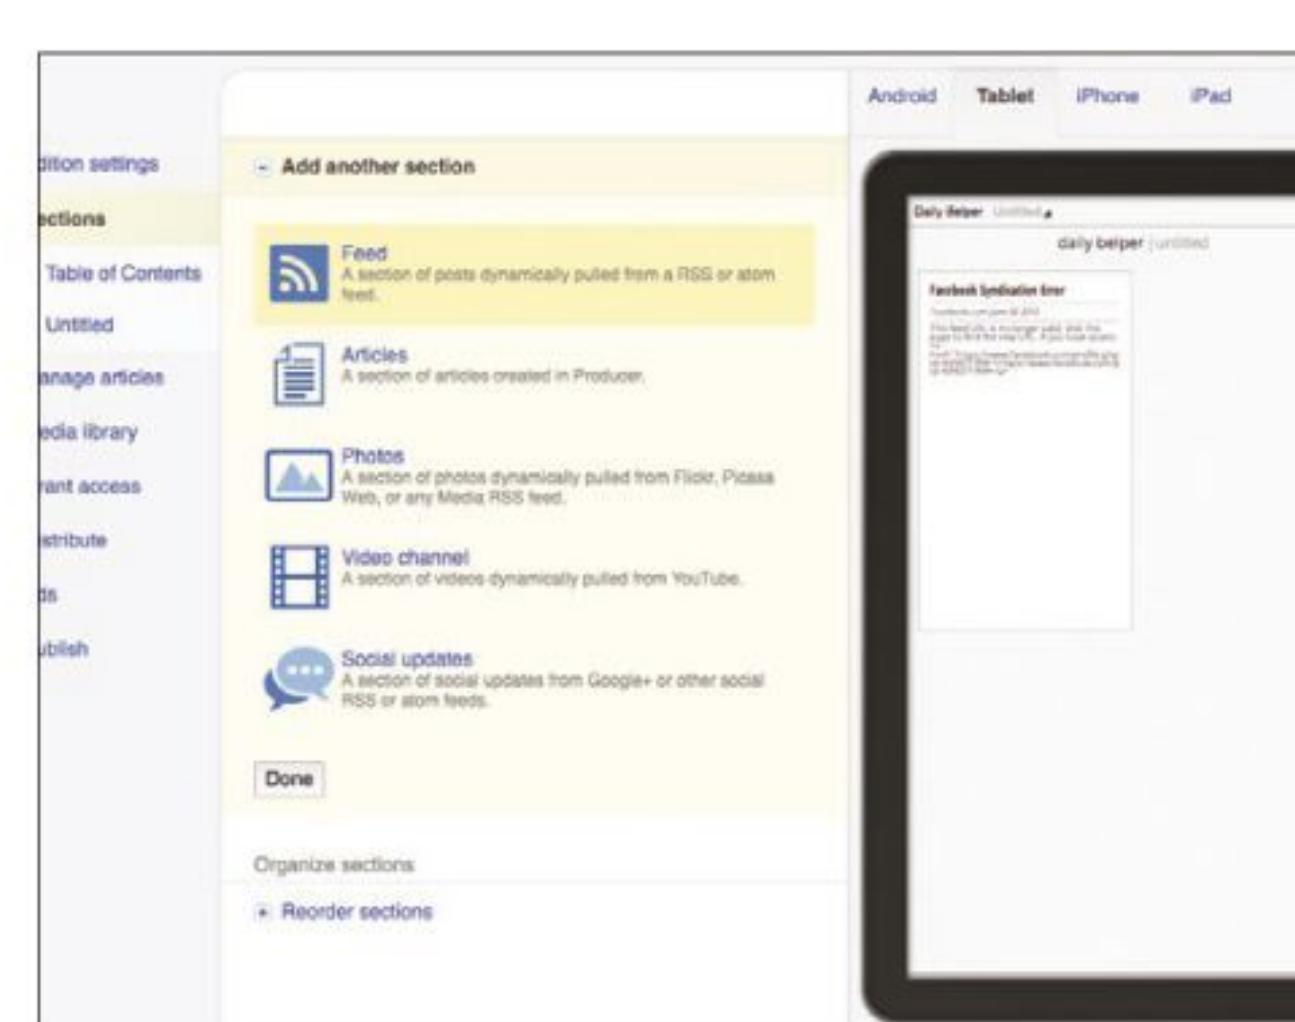 Android
Tablet
iPhone
iPad
dition settings
ections
Table of Contents
Untitled
anage articles
edia library
rant access
istribute
ds
ublish
Add another section
Feed
A section of posts dynamically pulled from a RSS or atom
feed.
Articles
A section of articles created in Producer.
Photos
A section of photos dynamically pulled from Flickr, Picasa
Web, or any Media RSS feed.
Video channel
A section of videos dynamically pulled from YouTube.
Social updates
A section of social updates from Google+ or other social
RSS or atom feeds.
Done
Organize sections
Reorder sections
Daily Belper Untitled
daily belper | untitled
Facebook Syndication Error